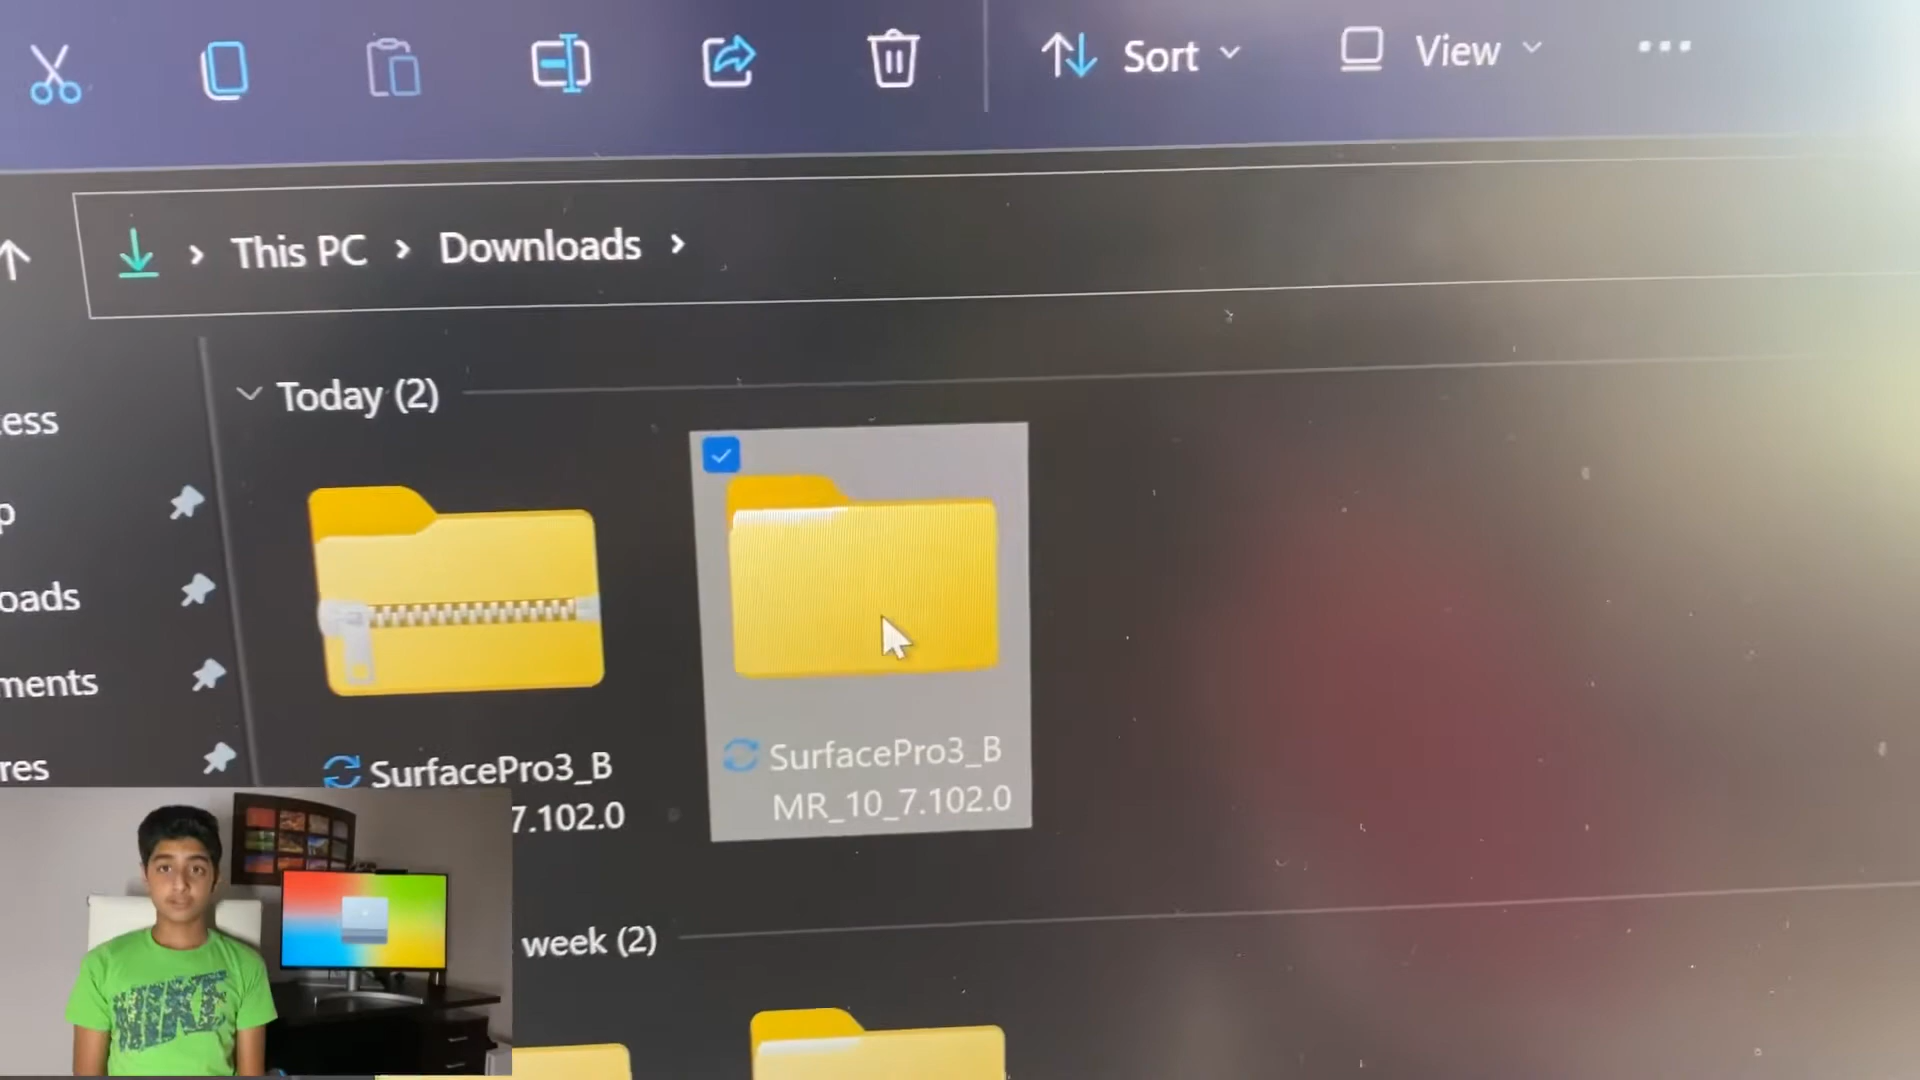 Sort
View
This PC
Downloads
Today (2)
ess
p
oads
ments
res
SurfacePro3_B
7.102.0
SurfacePro3_B
MR_10_7.102.0
week (2)
NIKE